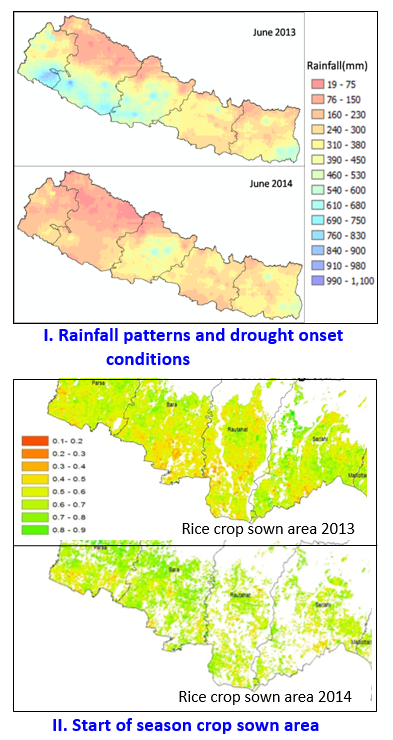 June 2013
Rainfall(mm)
19 - 75
76 - 150
160 - 230
240 - 300
310 - 380
390 - 450
460 - 530
540 - 600
610 - 680
690 - 750
760 - 830
840 - 900
910 - 980
990 - 1,100
June 2014
I. Rainfall patterns and drought onset
conditions
Parsa
Bara
Rautahat
Sarlahi
0.1- 0.2
0.2 - 0.3
0.3 - 0.4
0.4 - 0.5
0.5 - 0.6
0.6 - 0.7
0.7 - 0.8
0.8 - 0.9
Rice crop sown area 2013
Bara
Rautahat
Sarlahi
Rice crop sown area 2014
II. Start of season crop sown area